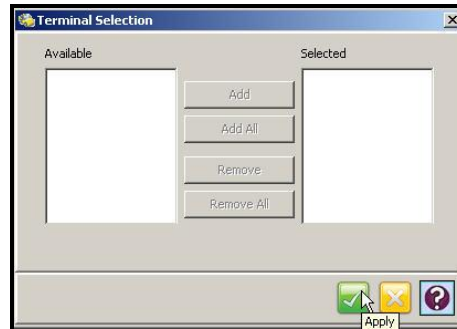 Terminal Selection
Available
Selected
Add
Add All
Remove
Remove All
Apply